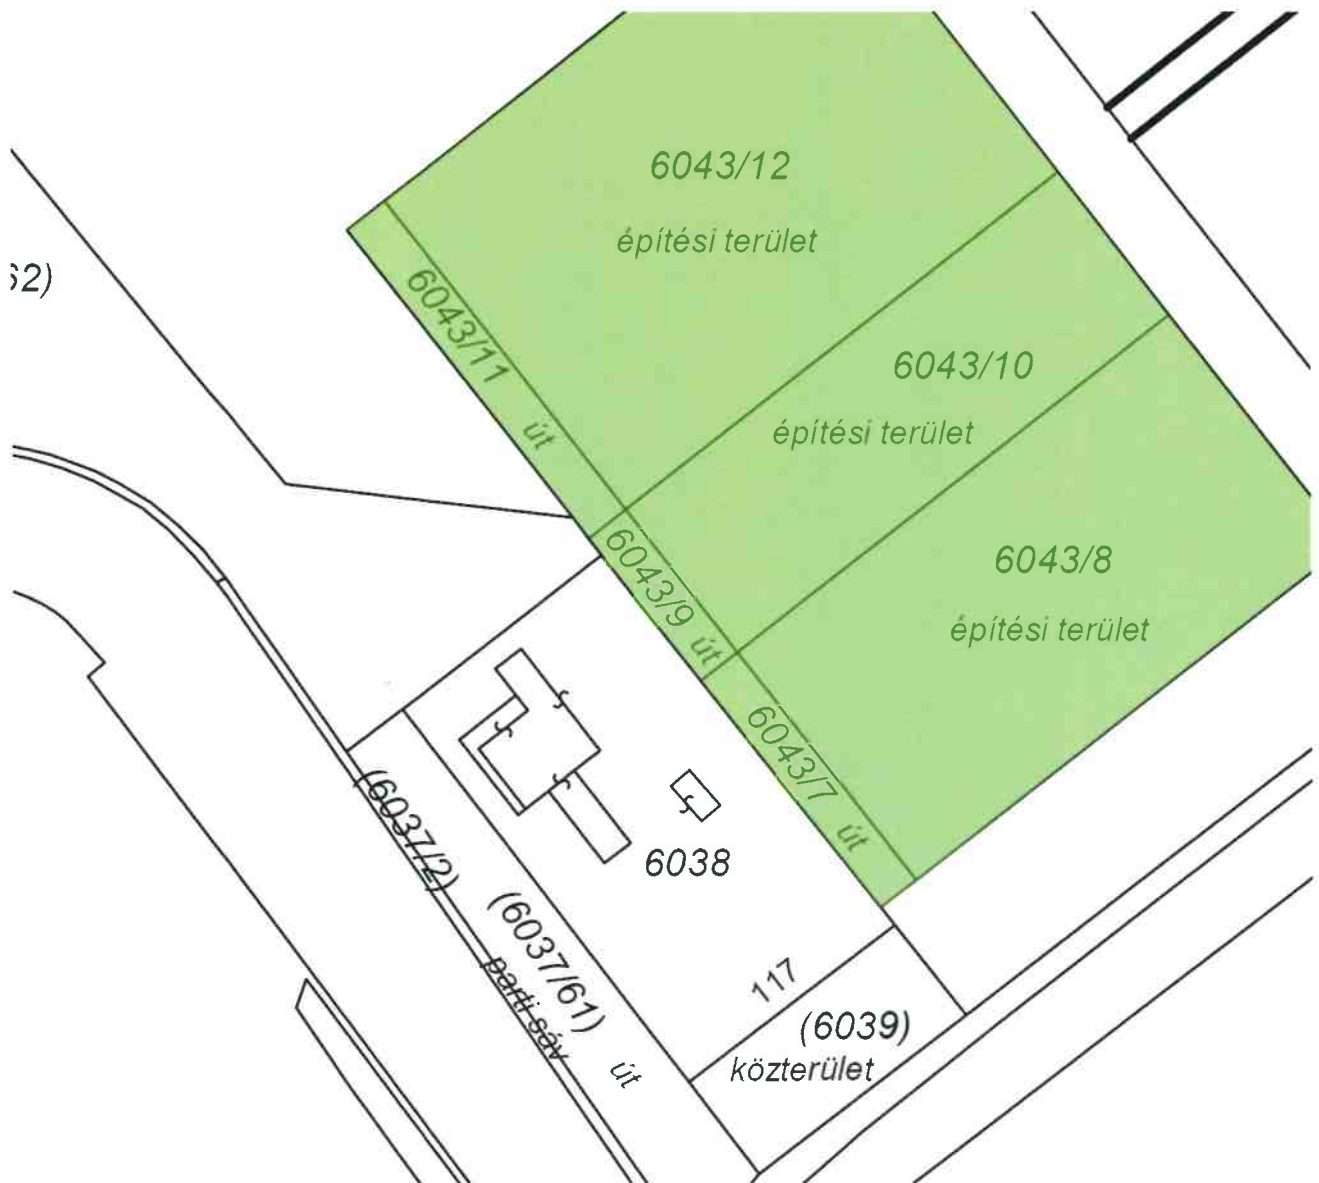 6043/12
építési terület
62)
6043/11
út
6043/10
építési terület
6043/9
út
6043/8
építési terület
6043/7
út
6038
(6037/2)
(6037/61)
parti sáv
út
117
(6039)
közterület